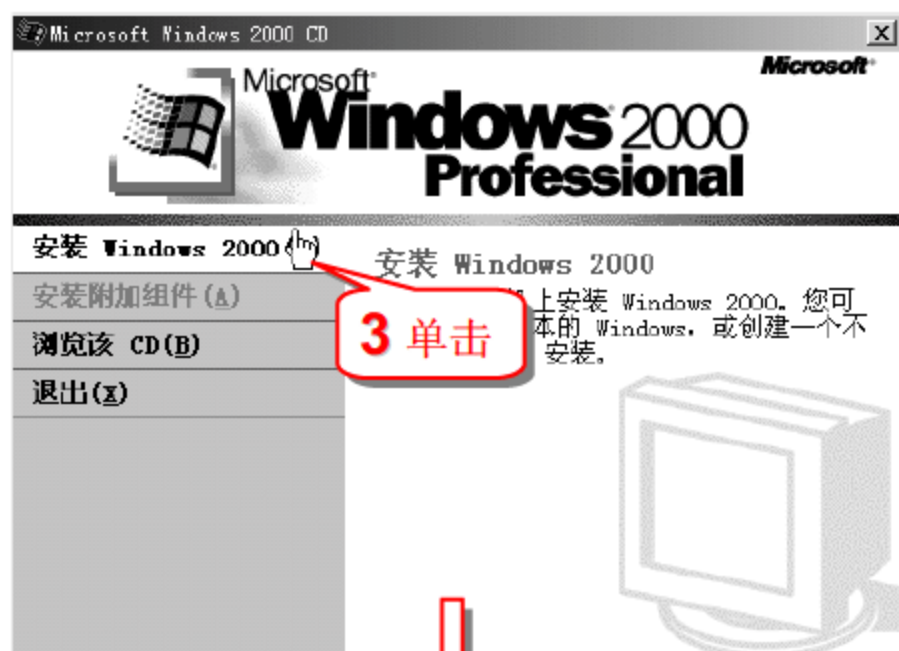 Microsoft Windows 2000 CD
Microsoft
Microsoft
Windows 2000
Professional
安装 Windows 2000
安装附加组件(A)
浏览该 CD(B)
退出(X)
安装 Windows 2000
上安装 Windows 2000。您可
本的 Windows，或创建一个不
安装。
3 单击